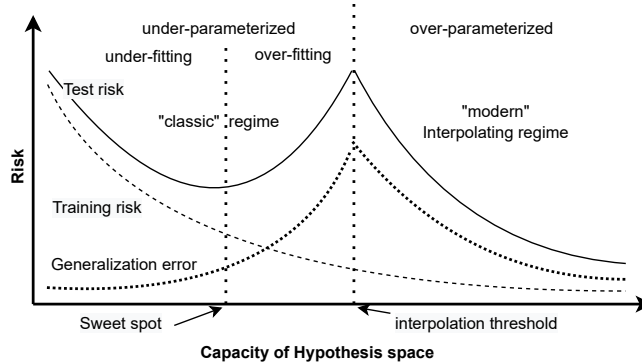 under-parameterized
over-parameterized
under-fitting
over-fitting
Test risk
"classic" regime
"modern"
Interpolating regime
Risk
Training risk
Generalization error
Sweet spot
interpolation threshold
Capacity of Hypothesis space